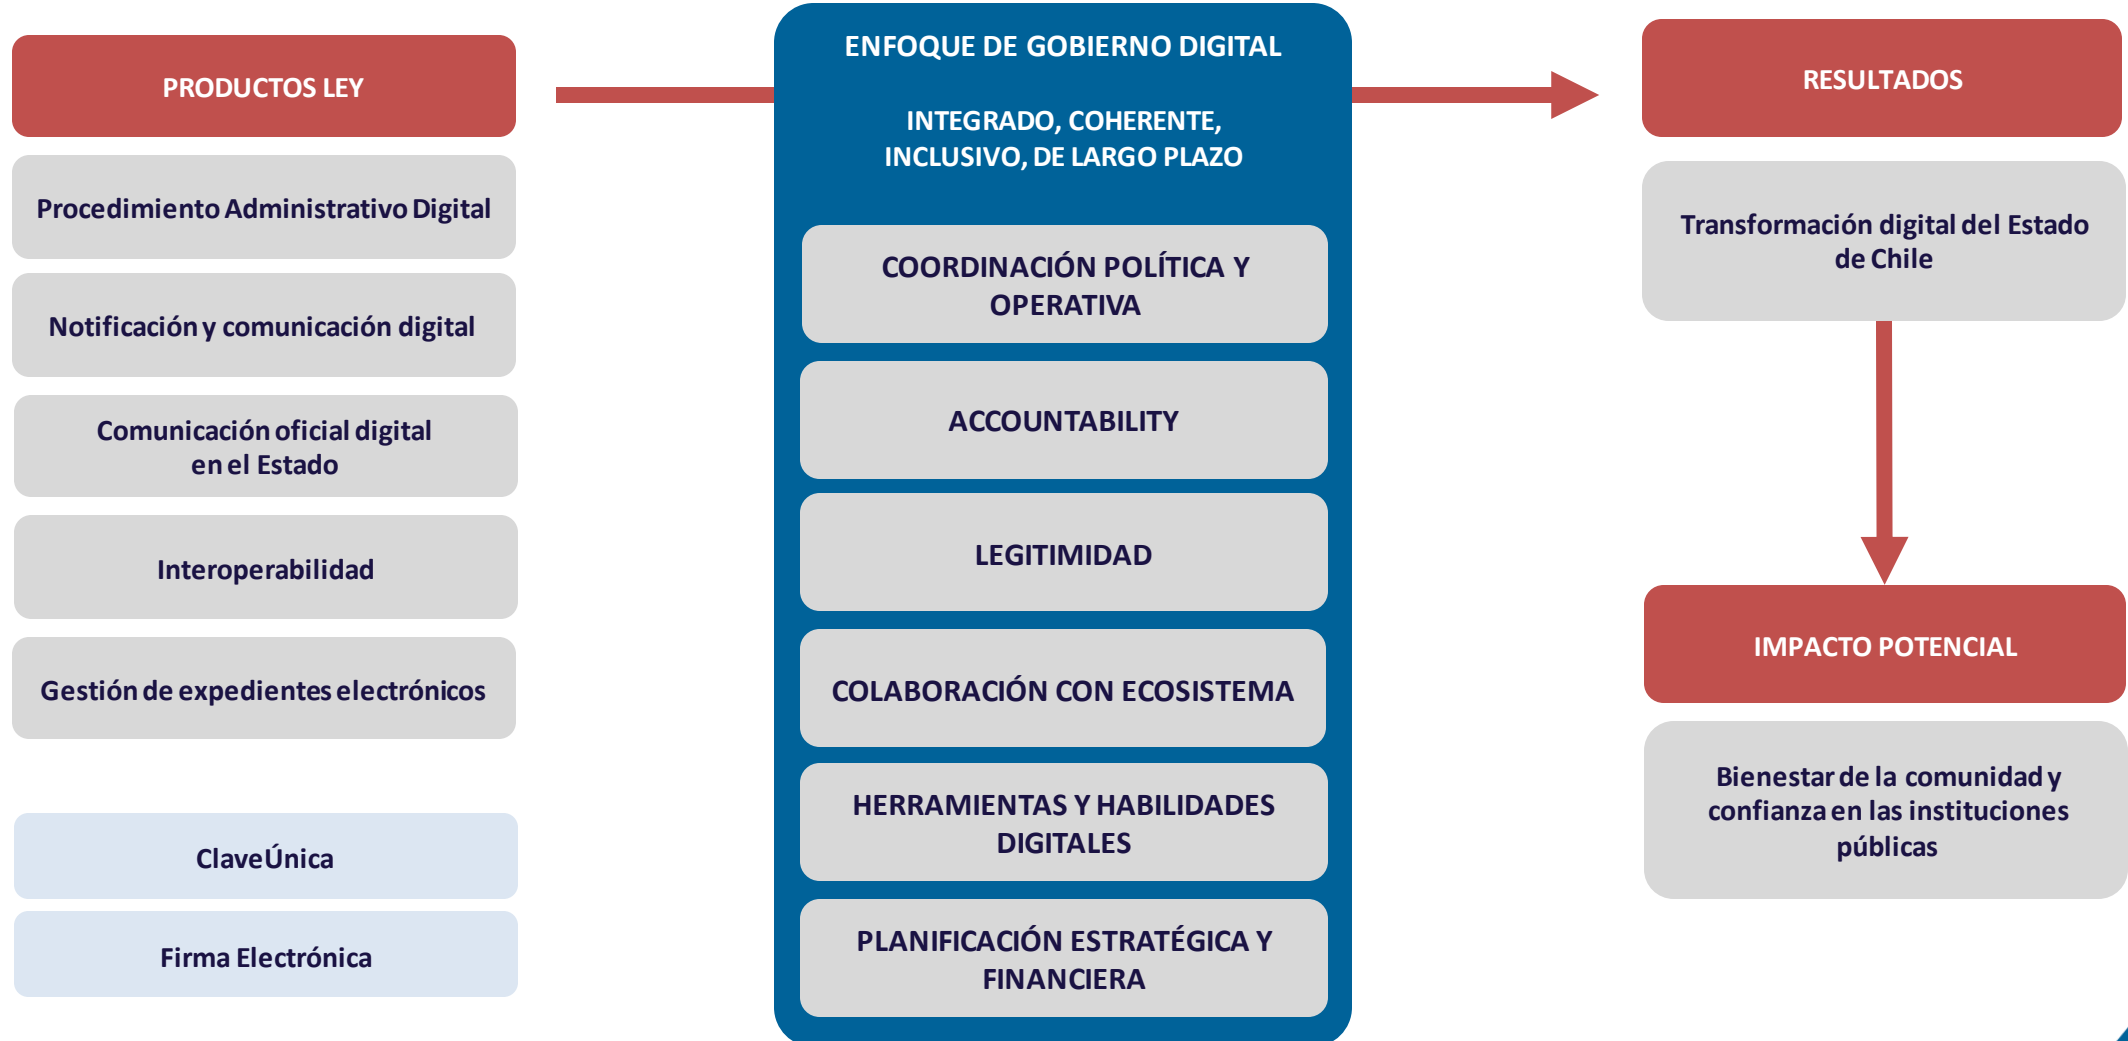 PRODUCTOS LEY
Procedimiento Administrativo Digital
Notificación y comunicación digital
Comunicación oficial digital
en el Estado
Interoperabilidad
Gestión de expedientes electrónicos
ClaveÚnica
Firma Electrónica
ENFOQUE DE GOBIERNO DIGITAL
INTEGRADO, COHERENTE,
INCLUSIVO, DE LARGO PLAZO
COORDINACIÓN POLÍTICA Y
OPERATIVA
ACCOUNTABILITY
LEGITIMIDAD
COLABORACIÓN CON ECOSISTEMA
HERRAMIENTAS Y HABILIDADES
DIGITALES
PLANIFICACIÓN ESTRATÉGICA Y
FINANCIERA
RESULTADOS
Transformación digital del Estado
de Chile
IMPACTO POTENCIAL
Bienestar de la comunidad y
confianza en las instituciones
públicas